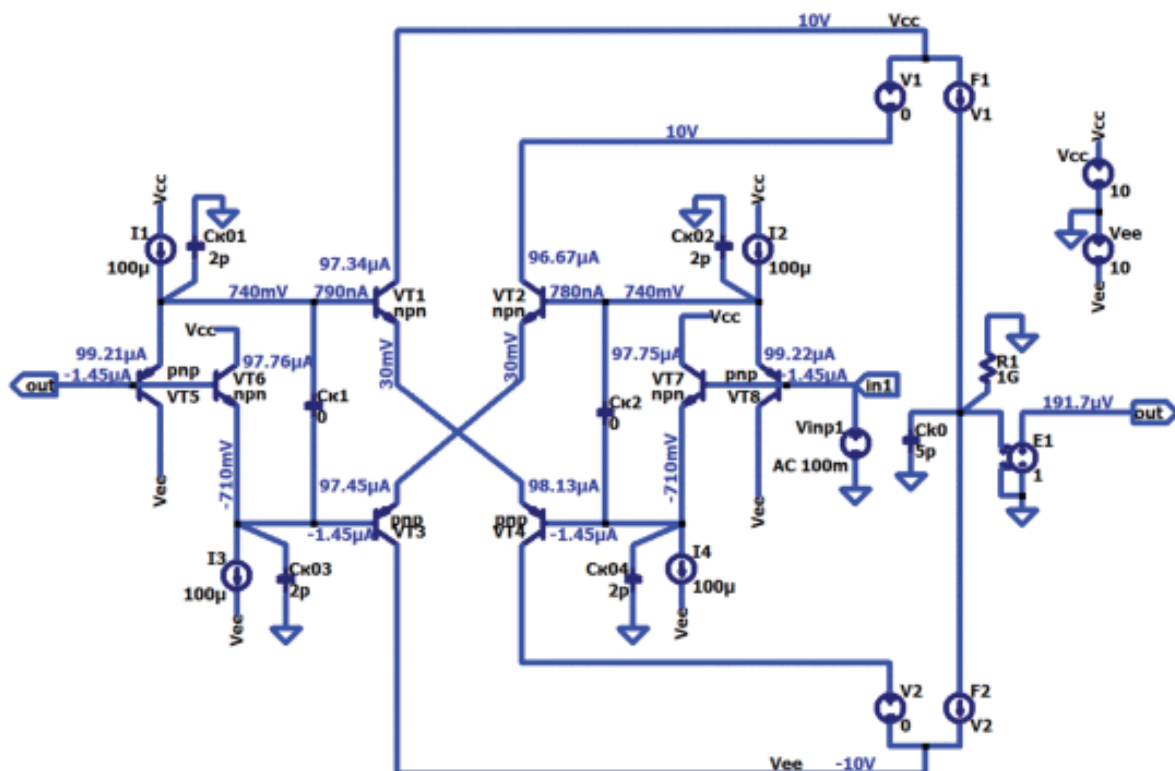 10V
Vcc
V1
0
F1
V1
10V
Vcc
Vcc
10
Vee
10
Vee
Vcc
I1
100µ
Cк01
2p
97.34µA
740mV
790nA
VT1
npn
96.67µA
VT2
npn
780nA
740mV
Cк02
2p
Vcc
I2
100µ
Vcc
99.21µA
-1.45µA
out
pnp
VT5
97.76µA
VT6
npn
30mV
30mV
Cк1
0
Cк2
0
Vcc
97.75µA
VT7
npn
pnp
VT8
99.22µA
-1.45µA
in1
Vinp1
AC 100m
R1
1G
Ck0
5p
191.7µV
out
E1
1
Vee
-710mV
97.45µA
pnp
VT3
-1.45µA
98.13µA
pnp
VT4
-1.45µA
-710mV
Vee
I3
100µ
Vee
Cк03
2p
Cк04
2p
I4
100µ
Vee
V2
0
F2
V2
Vee
-10V